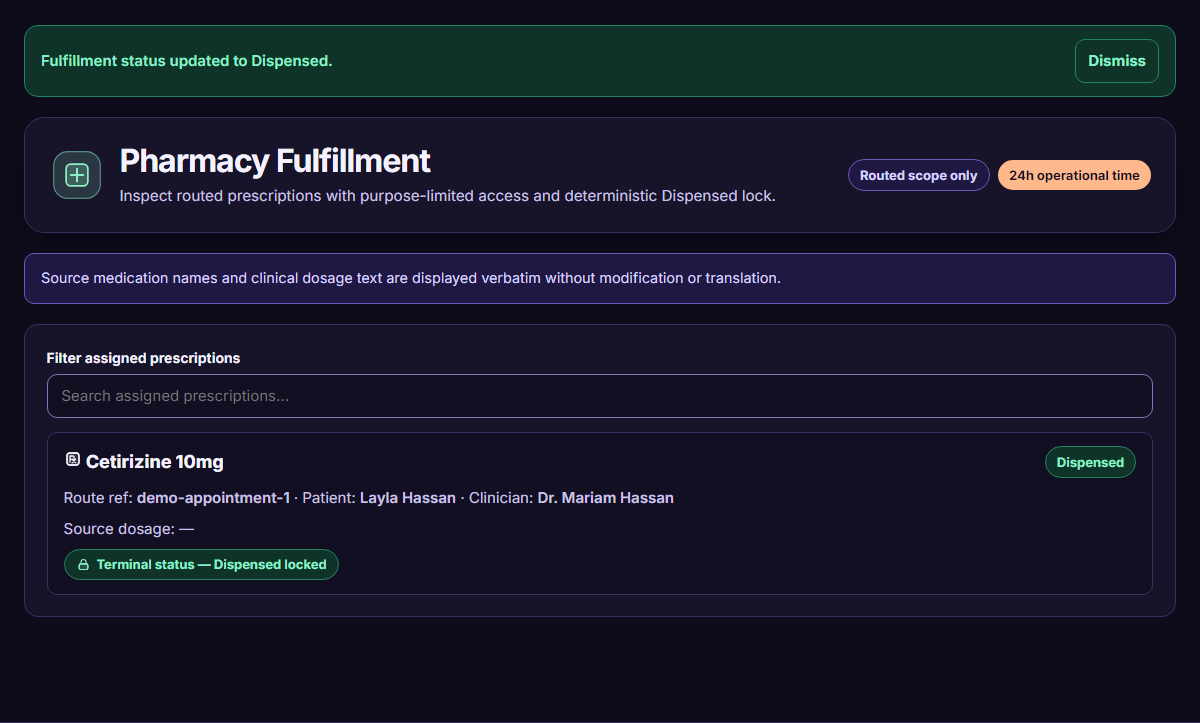 Fulfillment status updated to Dispensed.
Dismiss
Pharmacy Fulfillment
Inspect routed prescriptions with purpose-limited access and deterministic Dispensed lock.
Routed scope only
24h operational time
Source medication names and clinical dosage text are displayed verbatim without modification or translation.
Filter assigned prescriptions
Search assigned prescriptions...
Cetirizine 10mg
Dispensed
Route ref: demo-appointment-1 · Patient: Layla Hassan · Clinician: Dr. Mariam Hassan
Source dosage: —
Terminal status — Dispensed locked